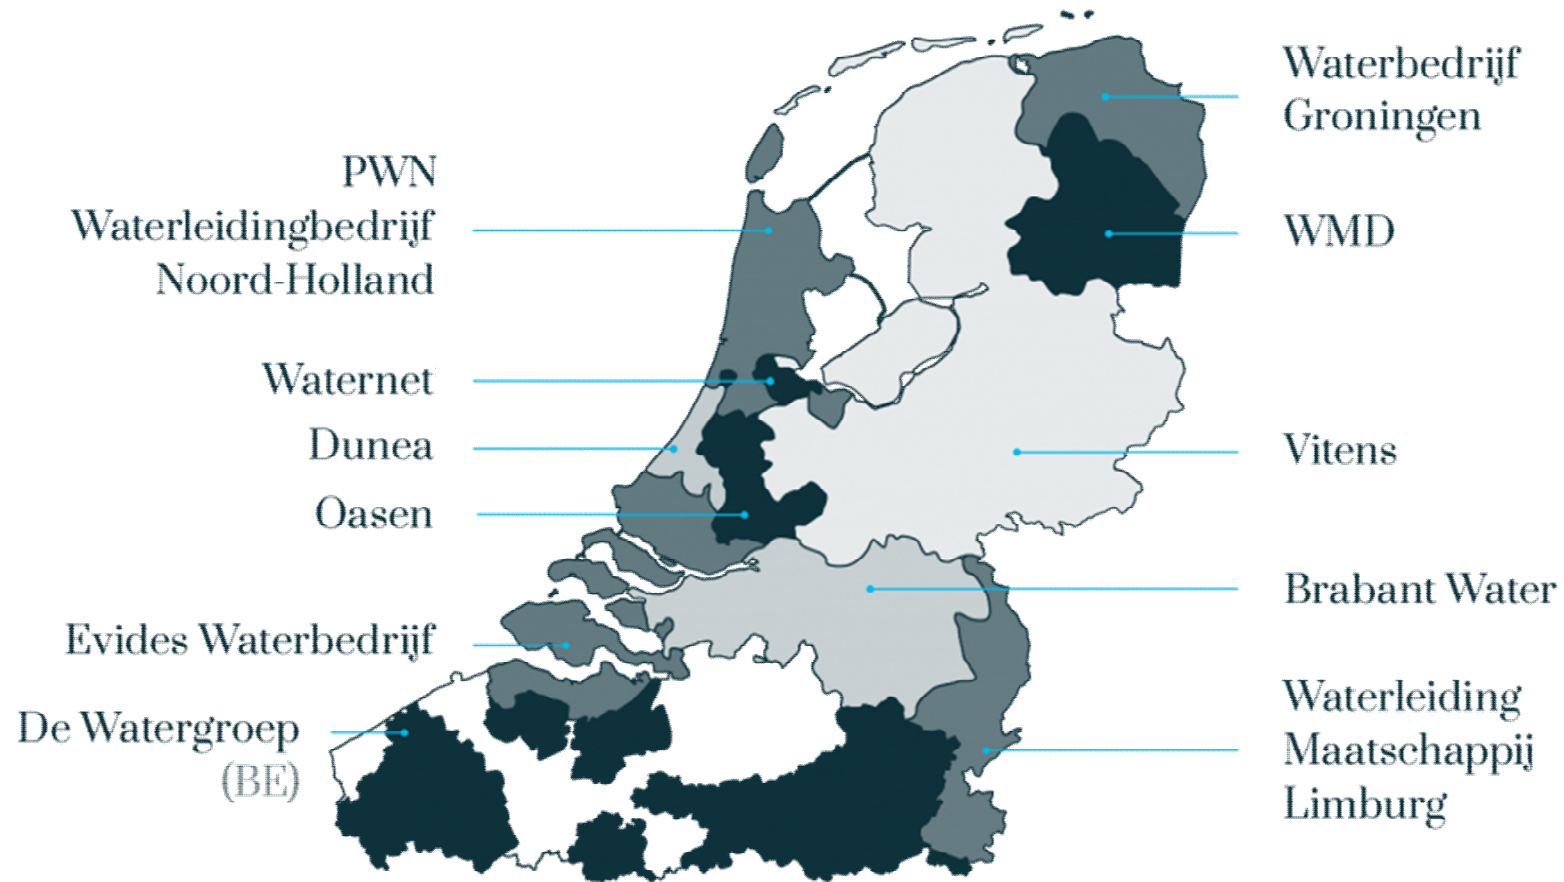 PWN
Waterleidingbedrijf
Noord-Holland
Waternet
Dunea
Oasen
Evides Waterbedrijf
De Watergroep
(BE)
Waterbedrijf
Groningen
WMD
Vitens
Brabant Water
Waterleiding
Maatschappij
Limburg